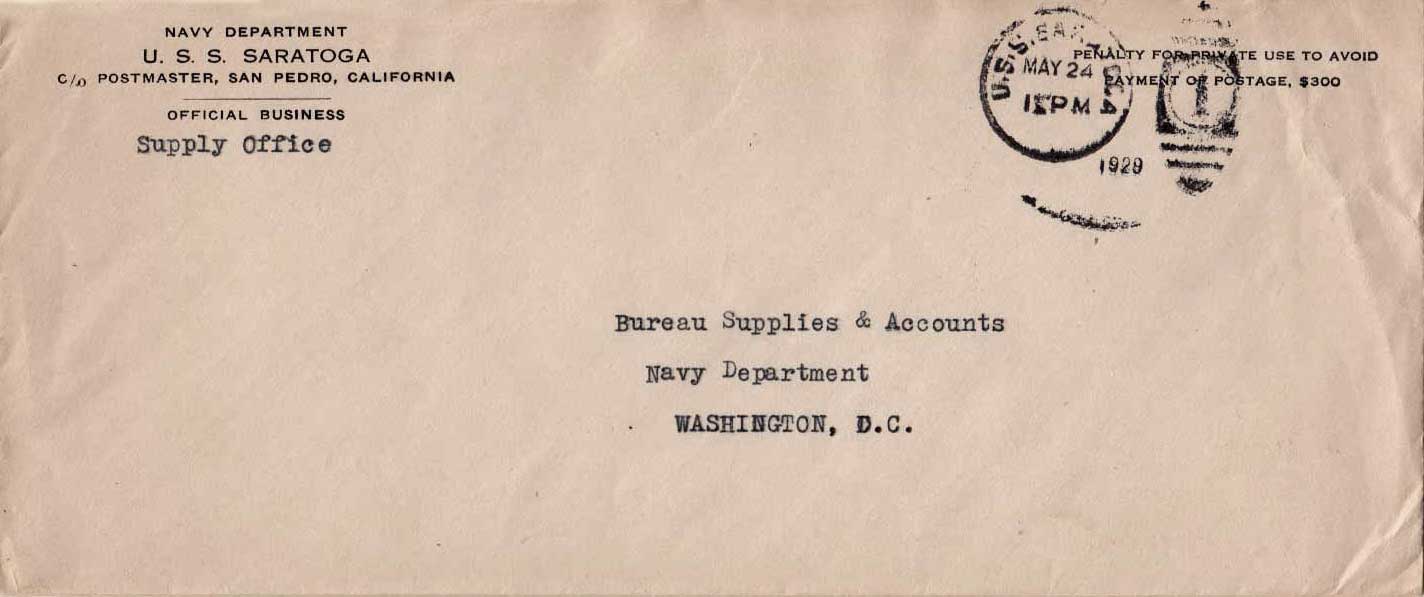 NAVY DEPARTMENT
U. S. S. SARATOGA
C/O POSTMASTER, SAN PEDRO, CALIFORNIA
OFFICIAL BUSINESS
Supply Office
U.S.S.
MAY 24
PM
1929
1
PENALTY FOR PRIVATE USE TO AVOID
PAYMENT OF POSTAGE, $300
Bureau Supplies & Accounts
Navy Department
WASHINGTON, D.C.